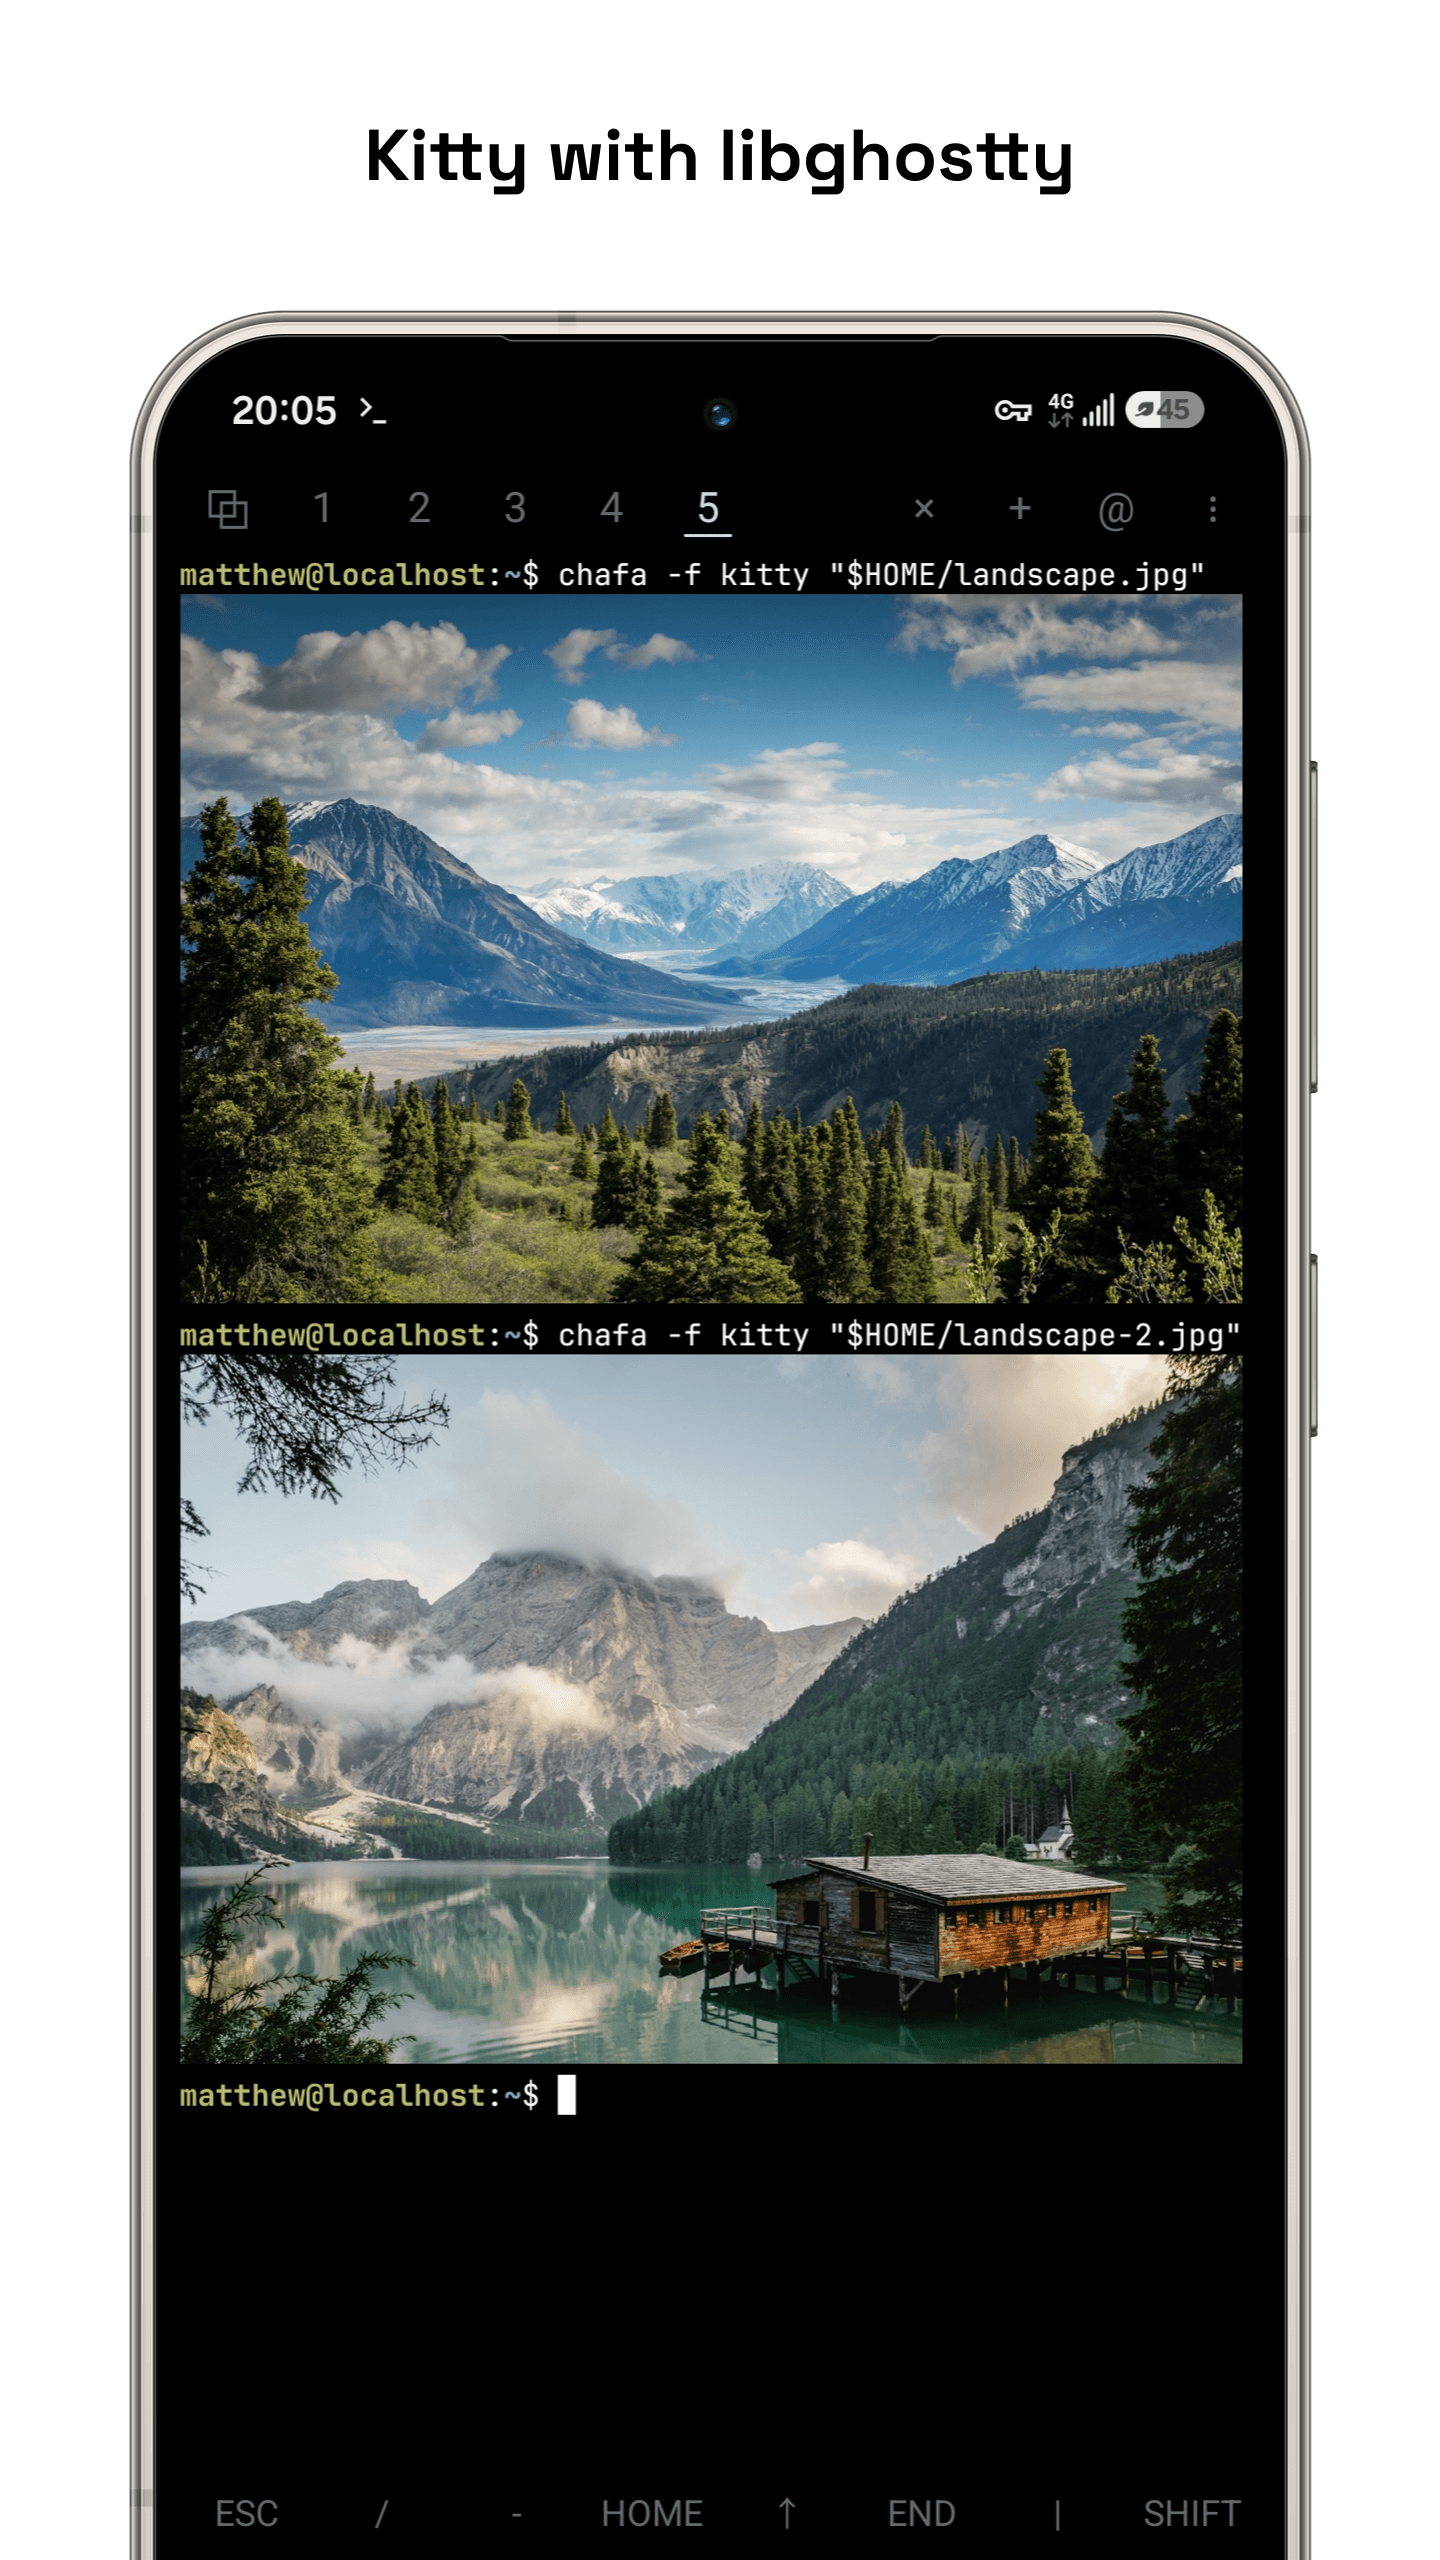 Kitty with libghostty
20:05 >_ 4G 45
1 2 3 4 5 × + @ ⋮
matthew@localhost:~$ chafa -f kitty "$HOME/landscape.jpg"
matthew@localhost:~$ chafa -f kitty "$HOME/landscape-2.jpg"
matthew@localhost:~$
ESC / - HOME ↑ END | SHIFT